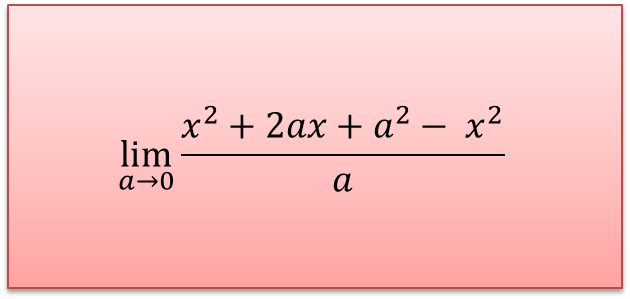 lim a→0 (x² + 2ax + a² − x²) / a